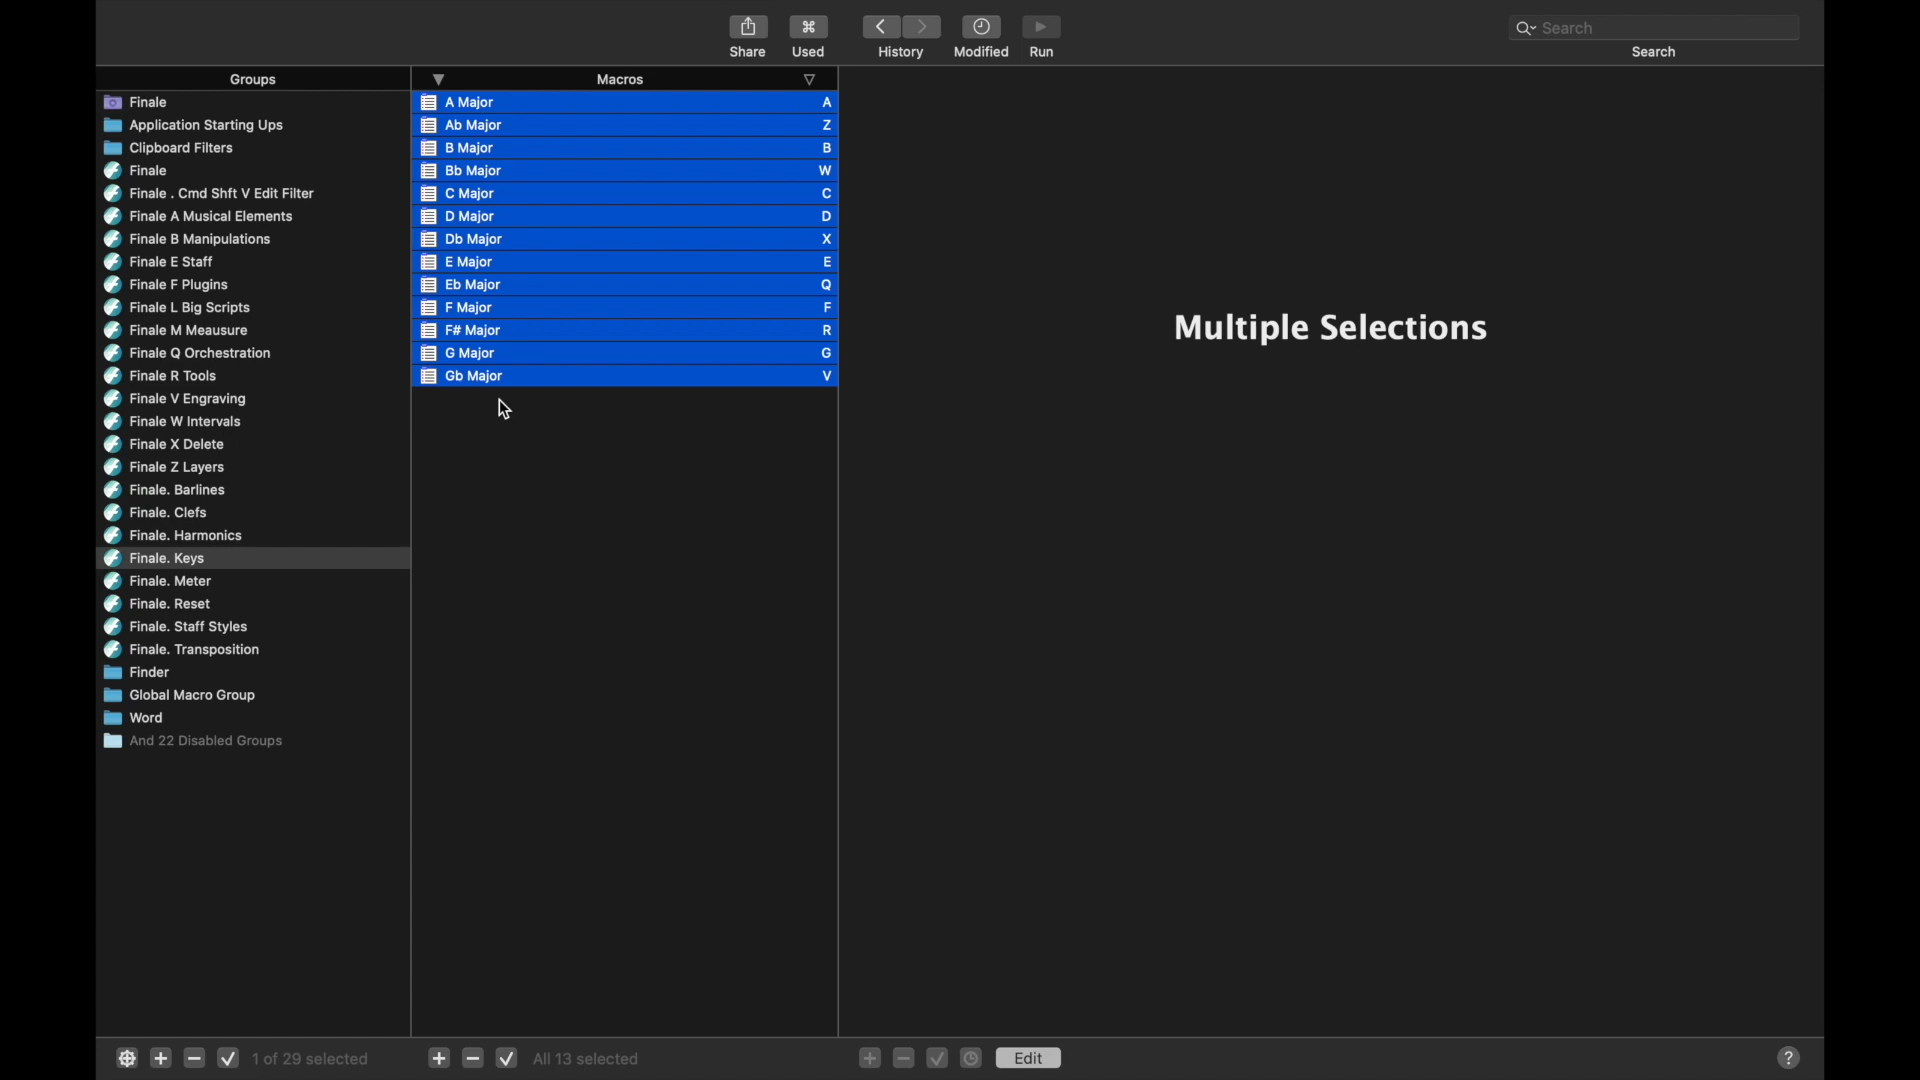 Share
Used
History
Modified
Run
Search
Search
Groups
Finale
Application Starting Ups
Clipboard Filters
Finale
Finale . Cmd Shft V Edit Filter
Finale A Musical Elements
Finale B Manipulations
Finale E Staff
Finale F Plugins
Finale L Big Scripts
Finale M Meausure
Finale Q Orchestration
Finale R Tools
Finale V Engraving
Finale W Intervals
Finale X Delete
Finale Z Layers
Finale. Barlines
Finale. Clefs
Finale. Harmonics
Finale. Keys
Finale. Meter
Finale. Reset
Finale. Staff Styles
Finale. Transposition
Finder
Global Macro Group
Word
And 22 Disabled Groups
Macros
A Major A
Ab Major Z
B Major B
Bb Major W
C Major C
D Major D
Db Major X
E Major E
Eb Major Q
F Major F
F# Major R
G Major G
Gb Major V
Multiple Selections
1 of 29 selected
All 13 selected
Edit
?